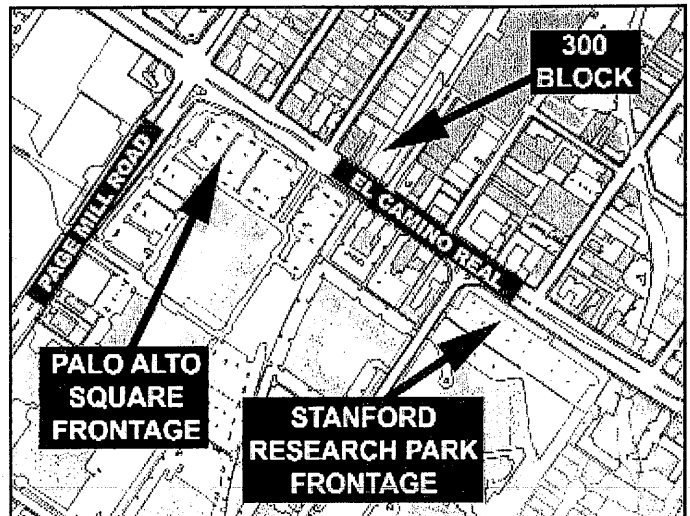 300
BLOCK
PAGE MILL ROAD
EL CAMINO REAL
PALO ALTO
SQUARE
FRONTAGE
STANFORD
RESEARCH PARK
FRONTAGE